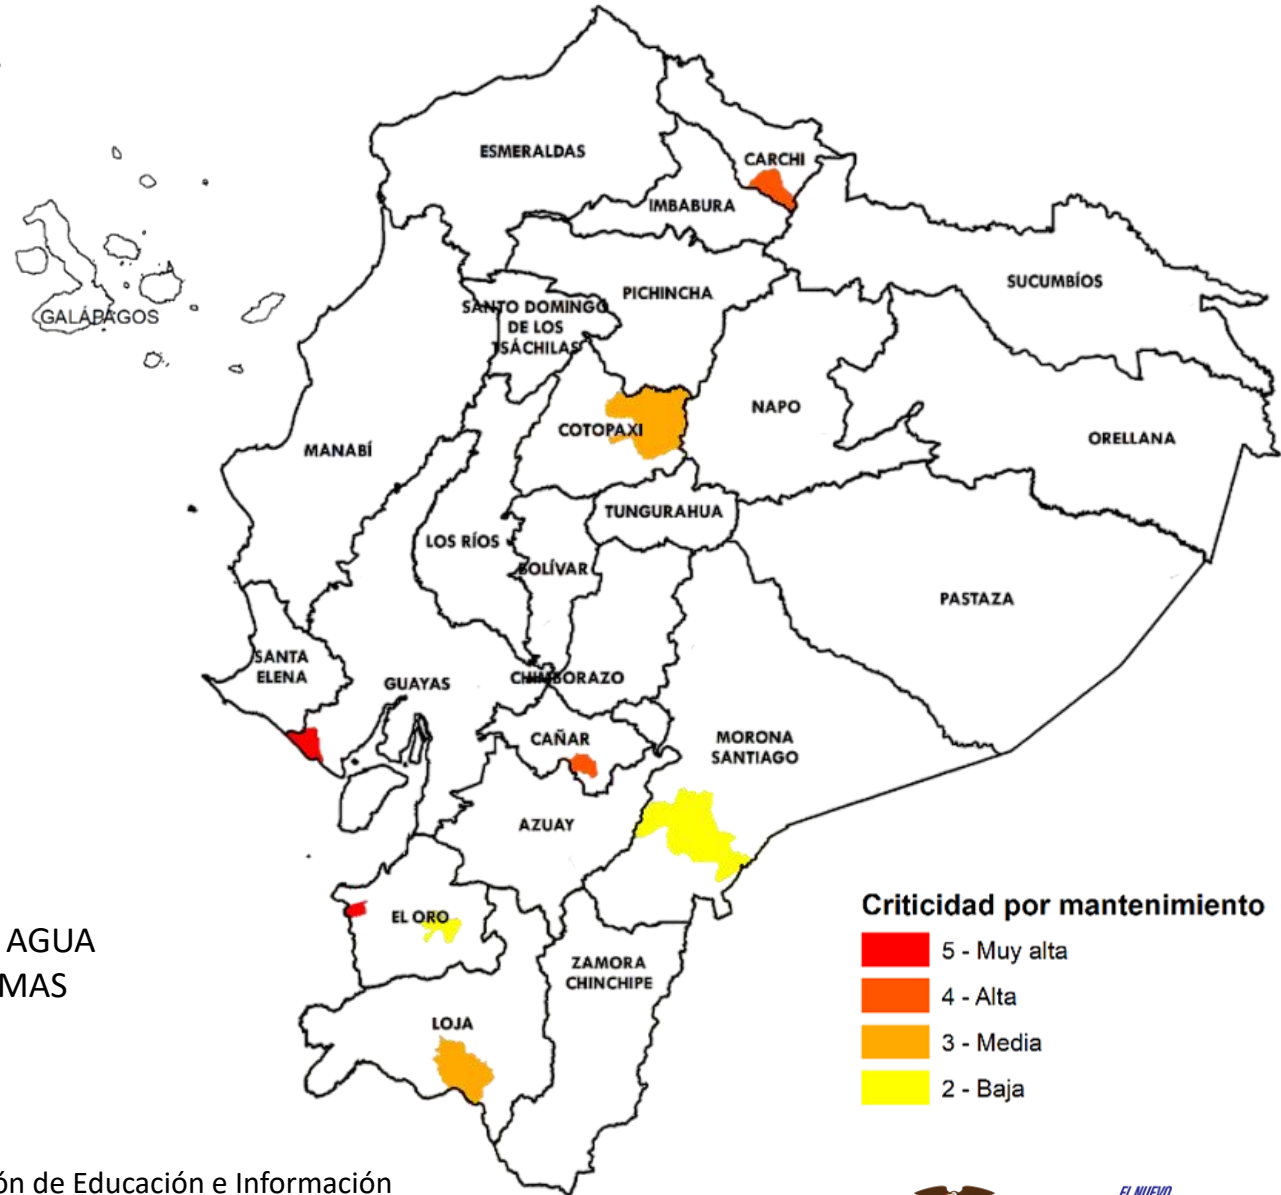 ESMERALDAS
CARCHI
IMBABURA
SUCUMBÍOS
PICHINCHA
GALÁPAGOS
SANTO DOMINGO
DE LOS
TSÁCHILAS
NAPO
COTOPAXI
ORELLANA
MANABÍ
TUNGURAHUA
LOS RÍOS
BOLÍVAR
PASTAZA
SANTA
ELENA
GUAYAS
CHIMBORAZO
CAÑAR
MORONA
SANTIAGO
AZUAY
EL ORO
ZAMORA
CHINCHIPE
LOJA
AGUA
MAS
Criticidad por mantenimiento
5 - Muy alta
4 - Alta
3 - Media
2 - Baja
ón de Educación e Información
EL NUEVO